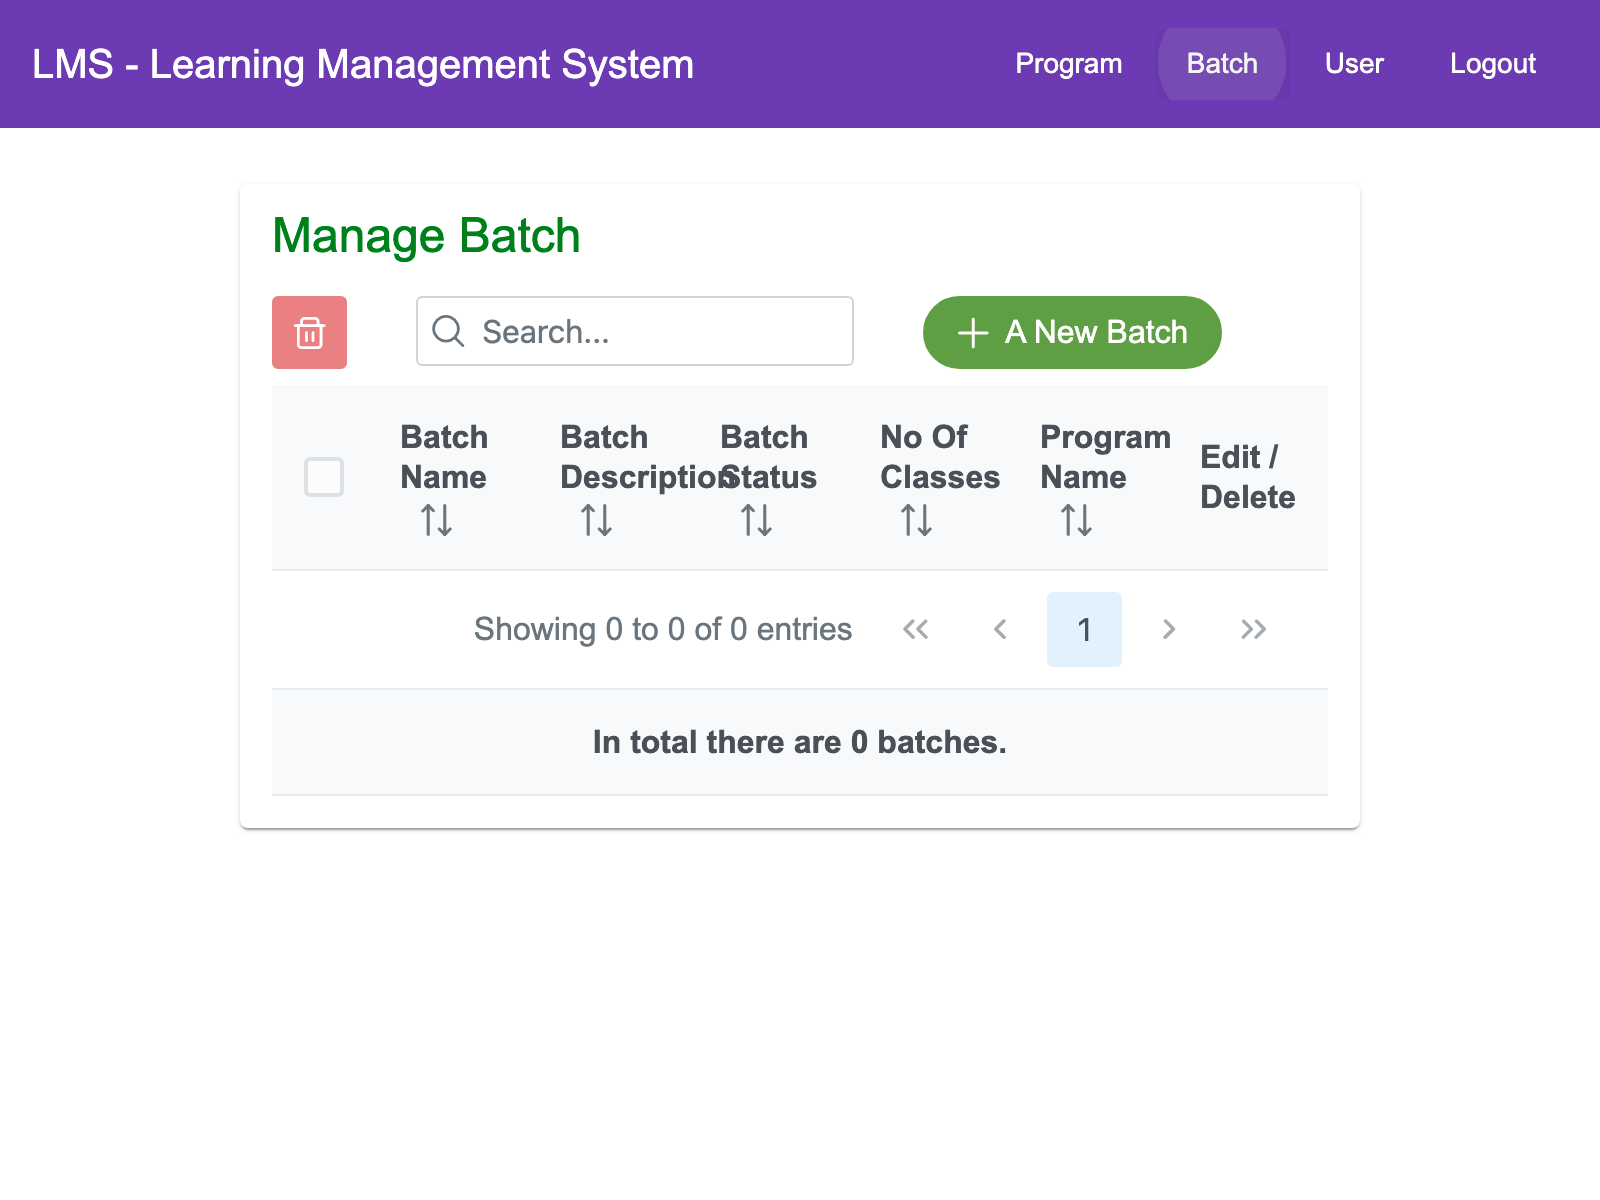 LMS - Learning Management System
Program
Batch
User
Logout
Manage Batch
Search...
A New Batch
Batch Name
Batch Description
Batch Status
No Of Classes
Program Name
Edit / Delete
Showing 0 to 0 of 0 entries
1
In total there are 0 batches.